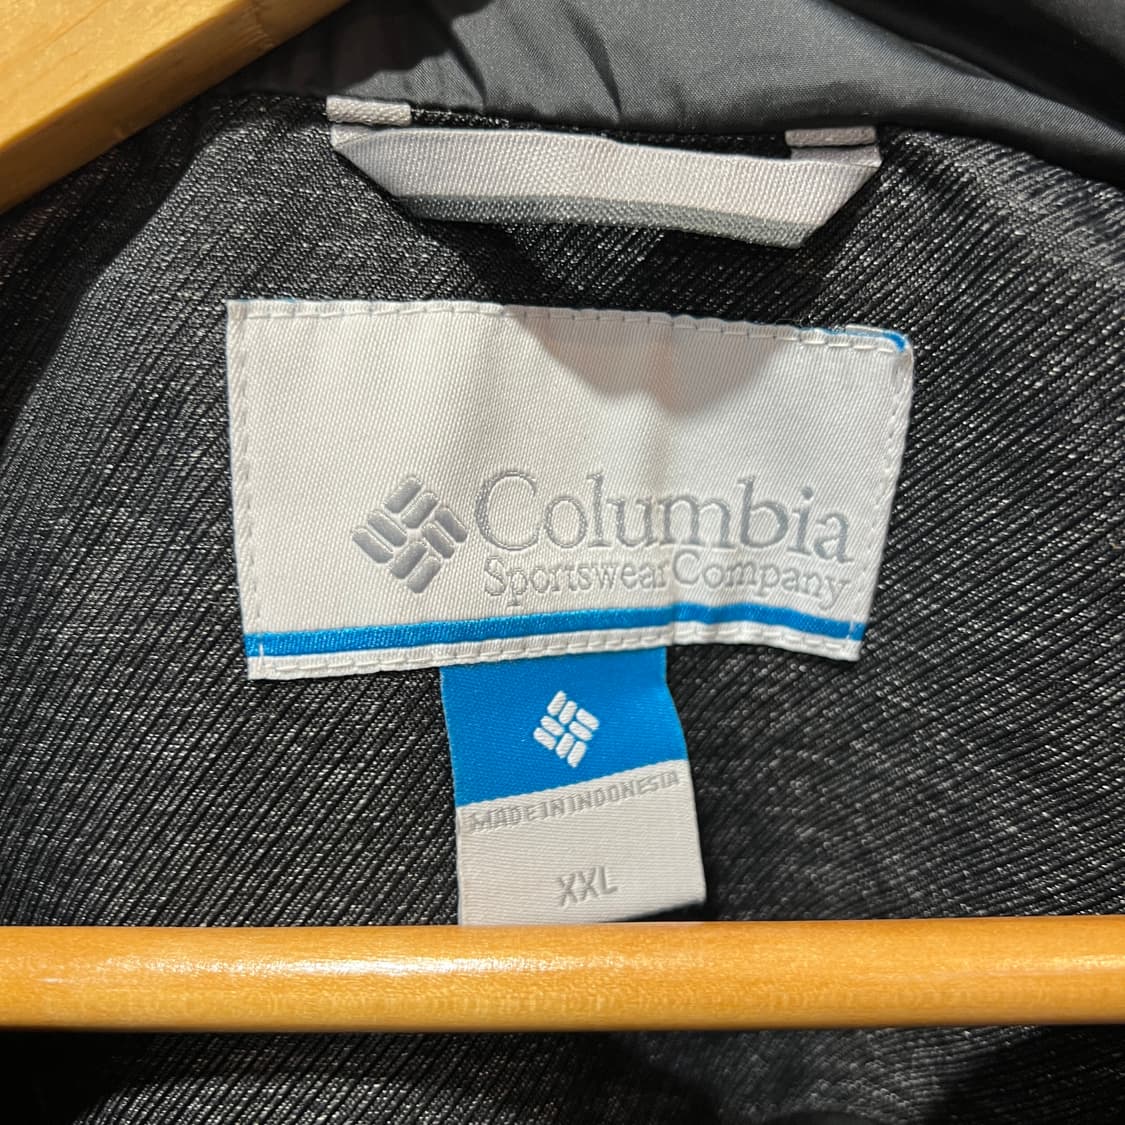 Columbia
Sportswear Company
MADE IN INDONESIA
XXL